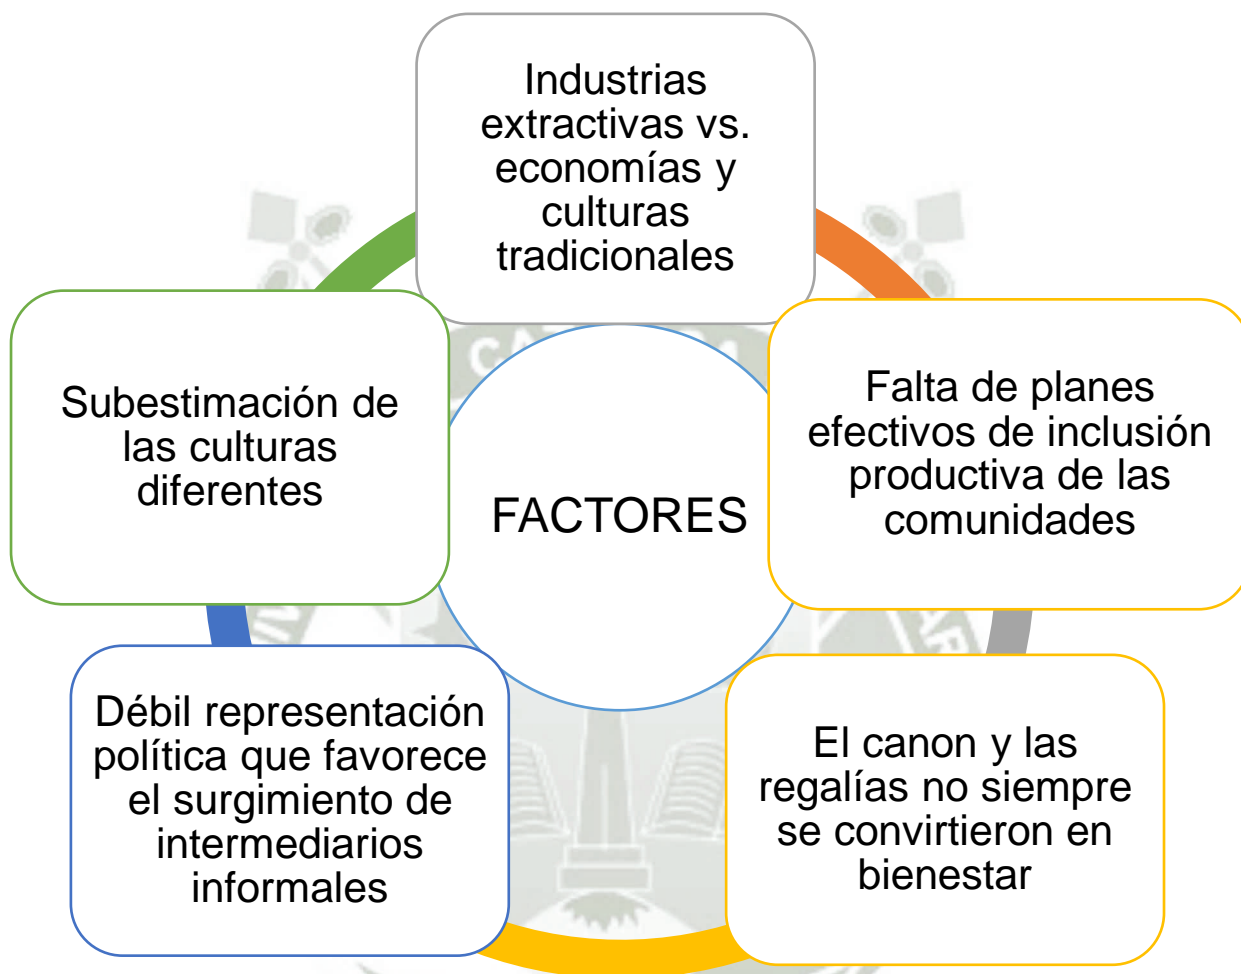 Industrias
extractivas vs.
economías y
culturas
tradicionales
Falta de planes
efectivos de inclusión
productiva de las
comunidades
El canon y las
regalías no siempre
se convirtieron en
bienestar
Débil representación
política que favorece
el surgimiento de
intermediarios
informales
Subestimación de
las culturas
diferentes
FACTORES